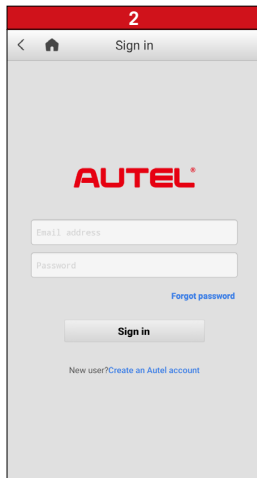 2
Sign in
AUTEL®
Email address
Password
Forgot password
Sign in
New user?Create an Autel account